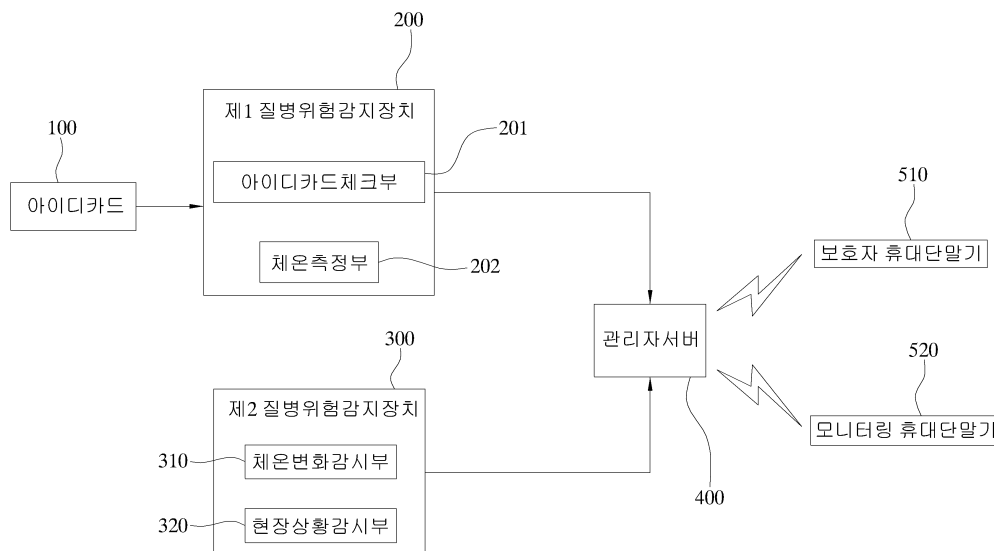 200
제1 질병위험감지장치
100
201
아이디카드체크부
아이디카드
510
체온측정부
202
보호자 휴대단말기
관리자서버
300
520
제2 질병위험감지장치
모니터링 휴대단말기
310
체온변화감시부
400
320
현장상황감시부